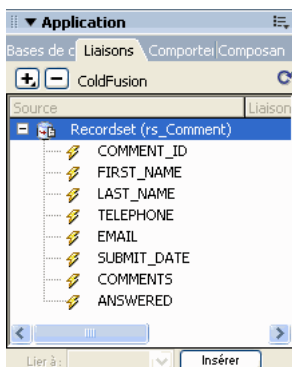 Application
Bases de c Liaisons Comportei Composan
ColdFusion
Source Liaison
Recordset (rs_Comment)
COMMENT_ID
FIRST_NAME
LAST_NAME
TELEPHONE
EMAIL
SUBMIT_DATE
COMMENTS
ANSWERED
Lier à : Insérer